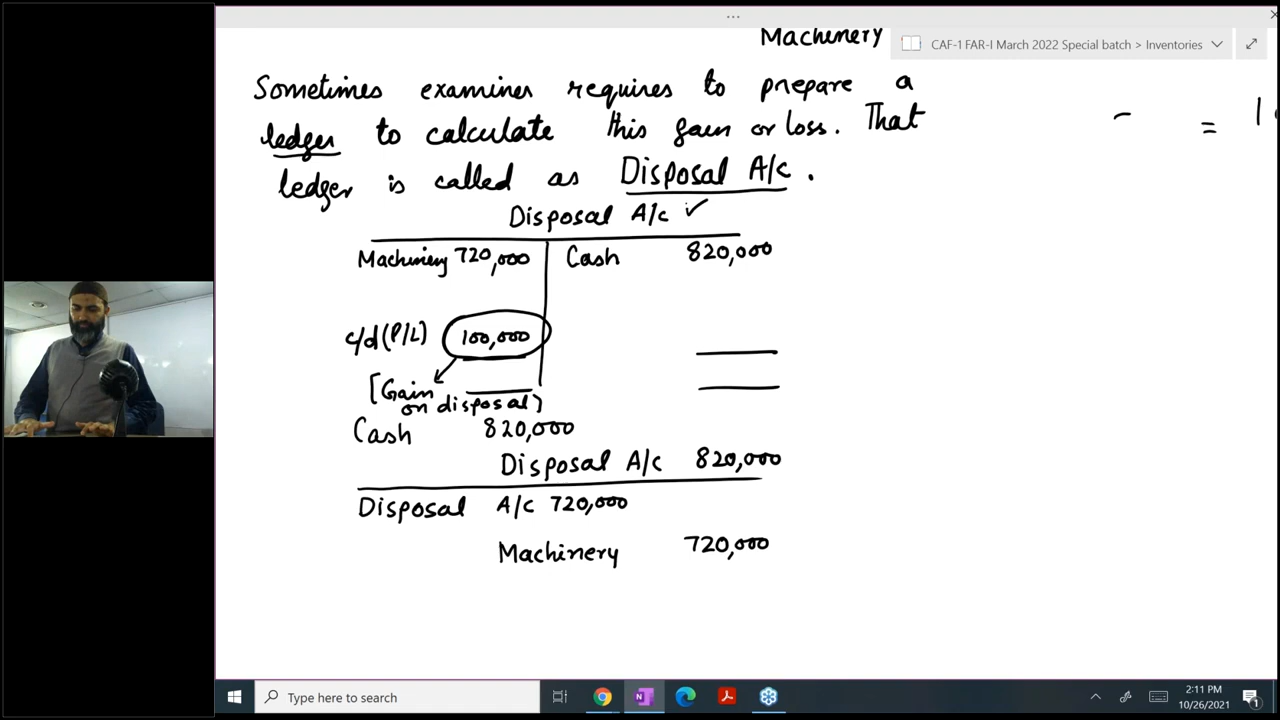 Machinery
CAF-1 FAR-I March 2022 Special batch > Inventories
Sometimes examiner requires to prepare a
ledger to calculate this gain or loss. That
ledger is called as Disposal A/c.
Disposal A/c ✓
Machinery 720,000 Cash 820,000
c/d (P/L) 100,000
[Gain
on disposal]
Cash 820,000
Disposal A/c 820,000
Disposal A/c 720,000
Machinery 720,000
- = 1
Type here to search
2:11 PM
10/26/2021
1